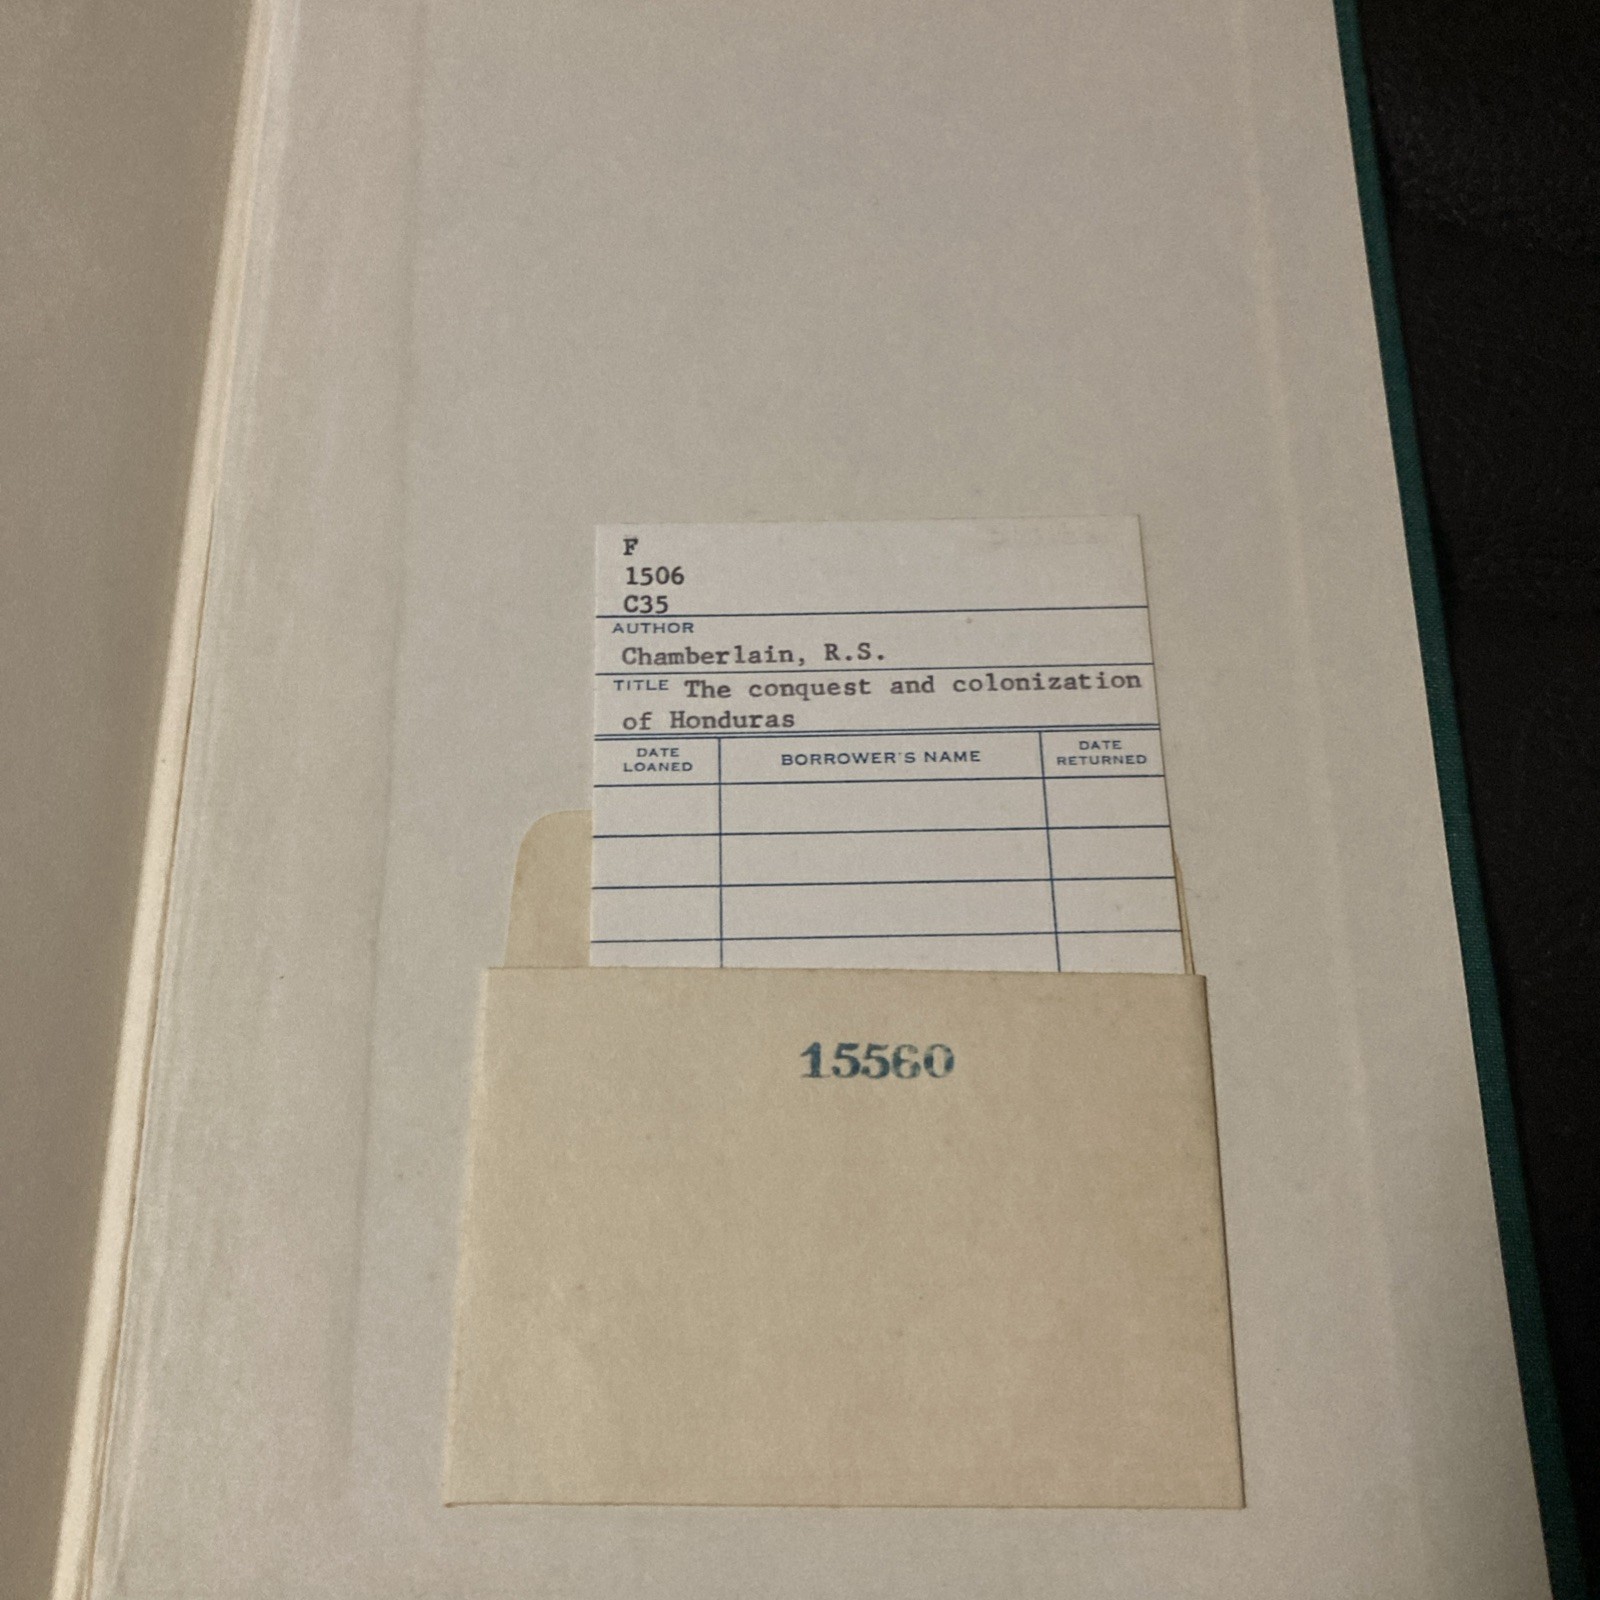 F
1506
C35
AUTHOR
Chamberlain, R.S.
TITLE The conquest and colonization
of Honduras
DATE LOANED BORROWER'S NAME DATE RETURNED
15560